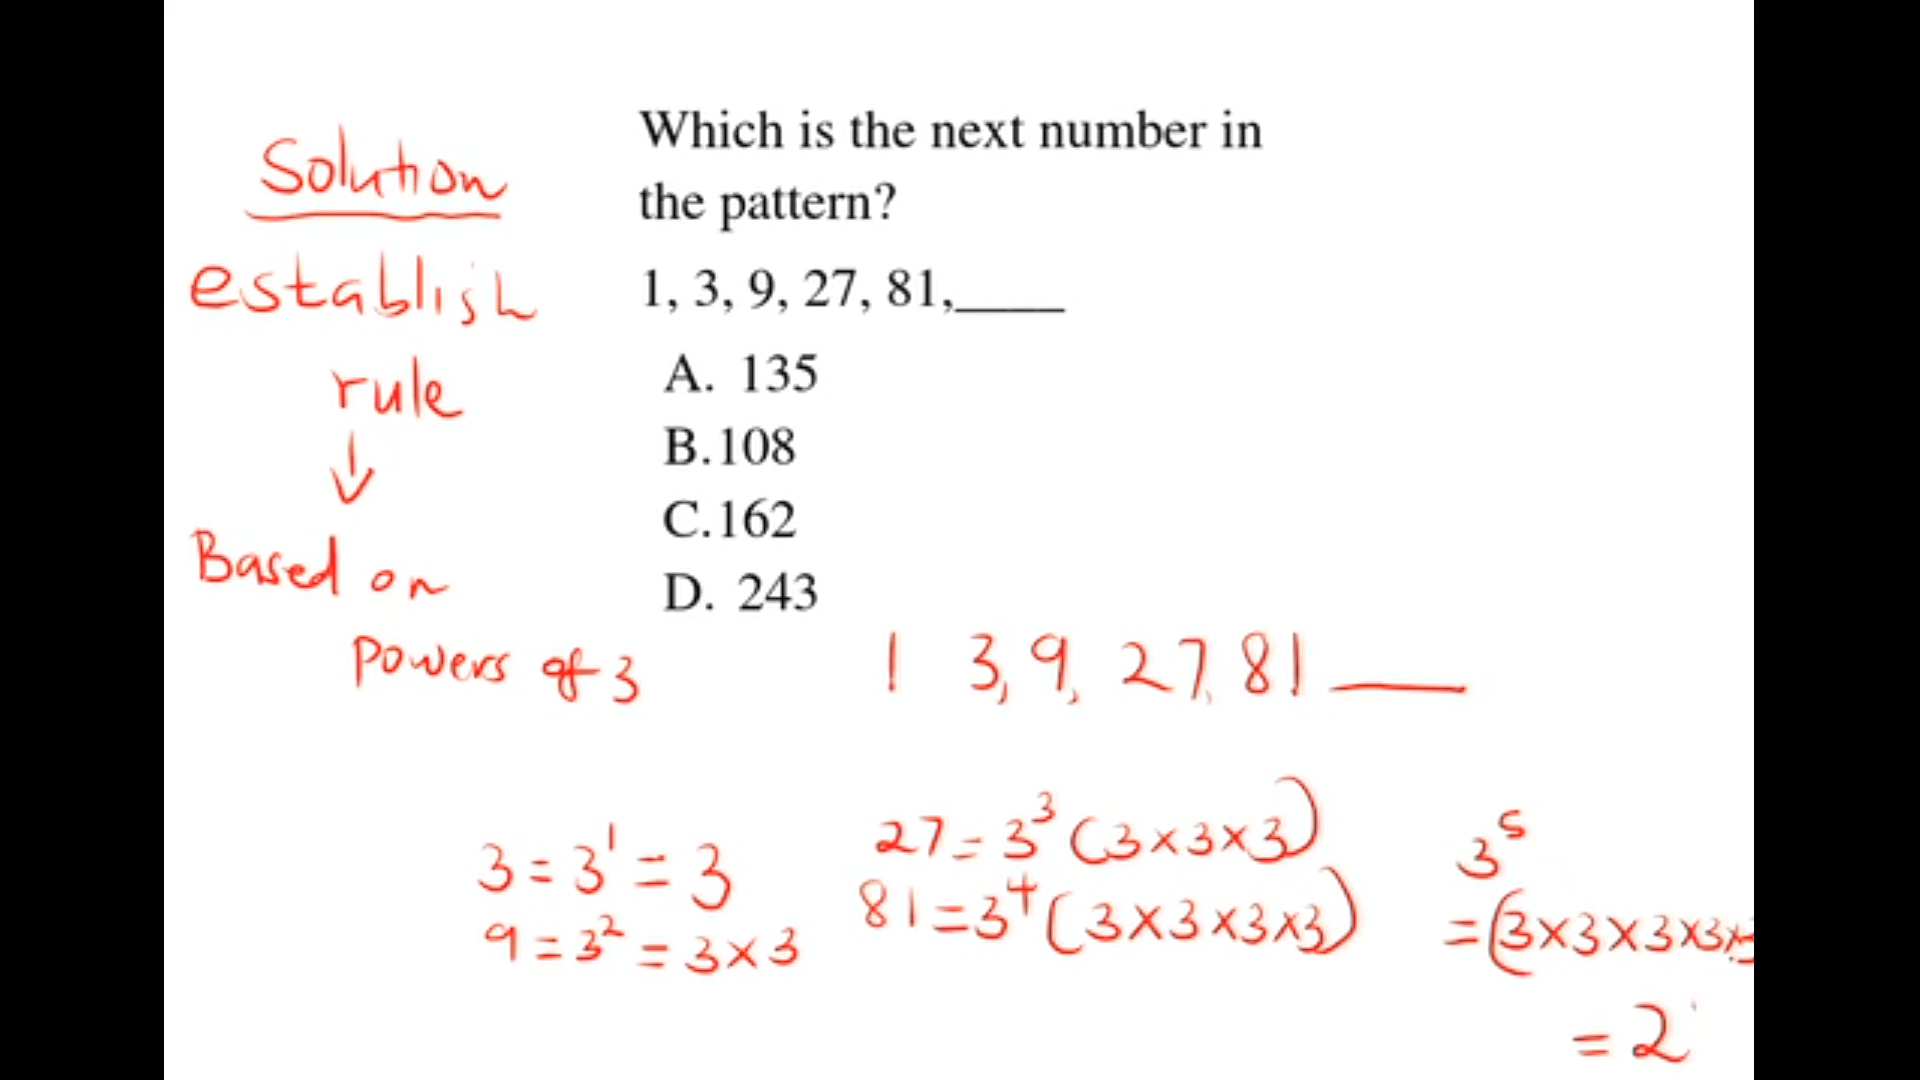 Which is the next number in
the pattern?
1, 3, 9, 27, 81,____
A. 135
B.108
C.162
D. 243
Solution
establish
rule
↓
Based on
Powers of 3
1 3, 9, 27, 81 ___
3 = 3¹ = 3
9 = 3² = 3×3
27 = 3³ (3×3×3)
81 = 3⁴ (3×3×3×3)
3⁵
= (3×3×3×3×3
= 2